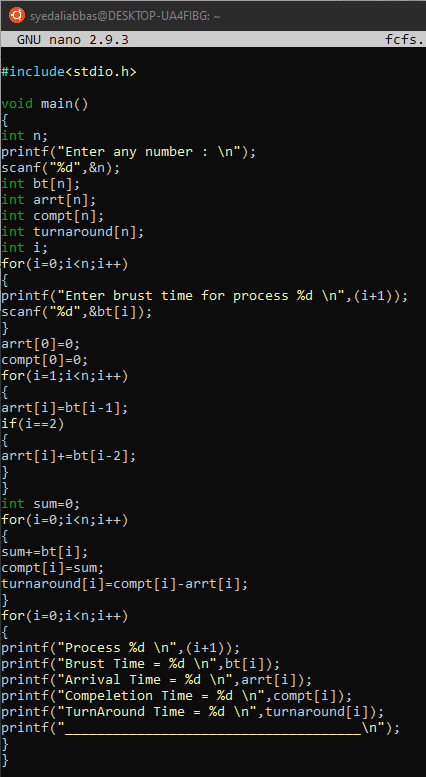 syedaliabbas@DESKTOP-UA4FIBG: ~
GNU nano 2.9.3 fcfs.
#include<stdio.h>
void main()
{
int n;
printf("Enter any number : \n");
scanf("%d",&n);
int bt[n];
int arrt[n];
int compt[n];
int turnaround[n];
int i;
for(i=0;i<n;i++)
{
printf("Enter brust time for process %d \n",(i+1));
scanf("%d",&bt[i]);
}
arrt[0]=0;
compt[0]=0;
for(i=1;i<n;i++)
{
arrt[i]=bt[i-1];
if(i==2)
{
arrt[i]+=bt[i-2];
}
}
int sum=0;
for(i=0;i<n;i++)
{
sum+=bt[i];
compt[i]=sum;
turnaround[i]=compt[i]-arrt[i];
}
for(i=0;i<n;i++)
{
printf("Process %d \n",(i+1));
printf("Brust Time = %d \n",bt[i]);
printf("Arrival Time = %d \n",arrt[i]);
printf("Compeletion Time = %d \n",compt[i]);
printf("TurnAround Time = %d \n",turnaround[i]);
printf("_____________________________________\n");
}
}